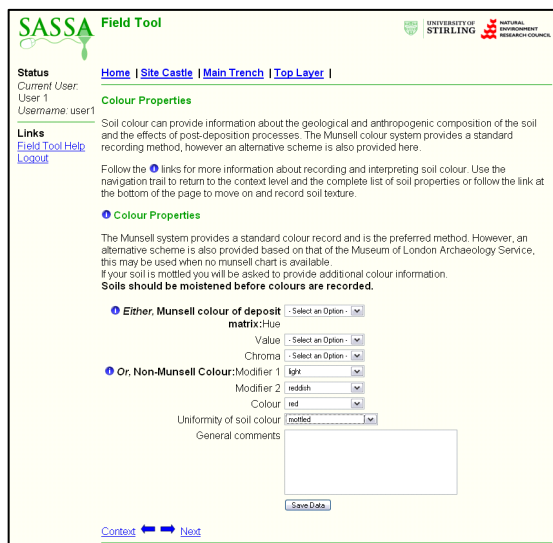 SASSA
Field Tool
UNIVERSITY OF
STIRLING
NATURAL
ENVIRONMENT
RESEARCH COUNCIL
Status
Current User:
User 1
Username: user1
Links
Field Tool Help
Logout
Home | Site Castle | Main Trench | Top Layer |
Colour Properties
Soil colour can provide information about the geological and anthropogenic composition of the soil
and the effects of post-deposition processes. The Munsell colour system provides a standard
recording method, however an alternative scheme is also provided here.
Follow the i links for more information about recording and interpreting soil colour. Use the
navigation trail to return to the context level and the complete list of soil properties or follow the link at
the bottom of the page to move on and record soil texture.
i Colour Properties
The Munsell system provides a standard colour record and is the preferred method. However, an
alternative scheme is also provided based on that of the Museum of London Archaeology Service,
this may be used when no munsell chart is available.
If your soil is mottled you will be asked to provide additional colour information.
Soils should be moistened before colours are recorded.
i Either, Munsell colour of deposit
matrix:Hue - Select an Option -
Value - Select an Option -
Chroma - Select an Option -
i Or, Non-Munsell Colour:Modifier 1 light
Modifier 2 reddish
Colour red
Uniformity of soil colour mottled
General comments
Save Data
Context Next